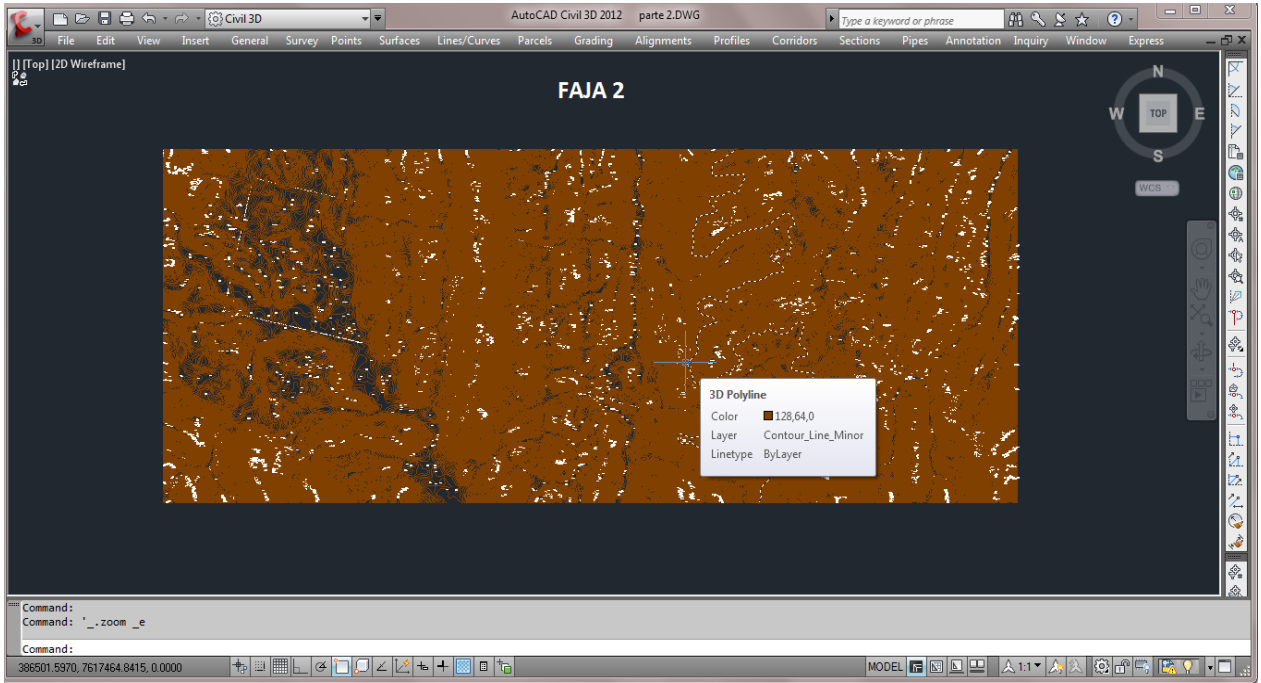 Civil 3D
AutoCAD Civil 3D 2012 parte 2.DWG
Type a keyword or phrase
3D
File Edit View Insert General Survey Points Surfaces Lines/Curves Parcels Grading Alignments Profiles Corridors Sections Pipes Annotation Inquiry Window Express
[] [Top] [2D Wireframe]
FAJA 2
N
W TOP E
S
WCS
3D Polyline
Color 128,64,0
Layer Contour_Line_Minor
Linetype ByLayer
Command:
Command: '_.zoom _e
Command:
386501.5970, 7617464.8415, 0.0000
MODEL
1:1